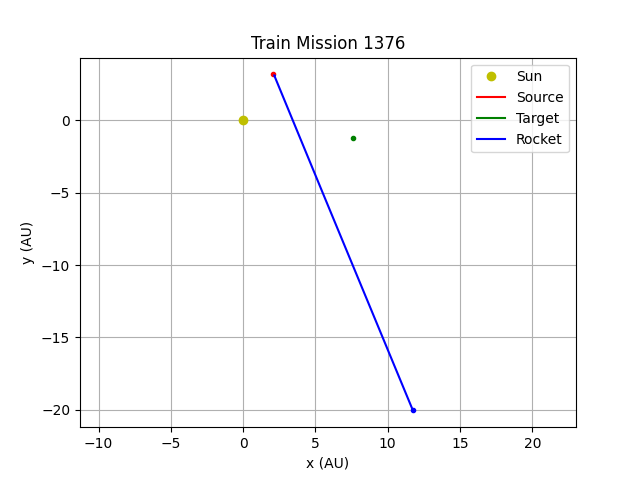 Train Mission 1376
Sun
Source
Target
Rocket
0
−5
−10
−15
−20
y (AU)
−10
−5
0
5
10
15
20
x (AU)